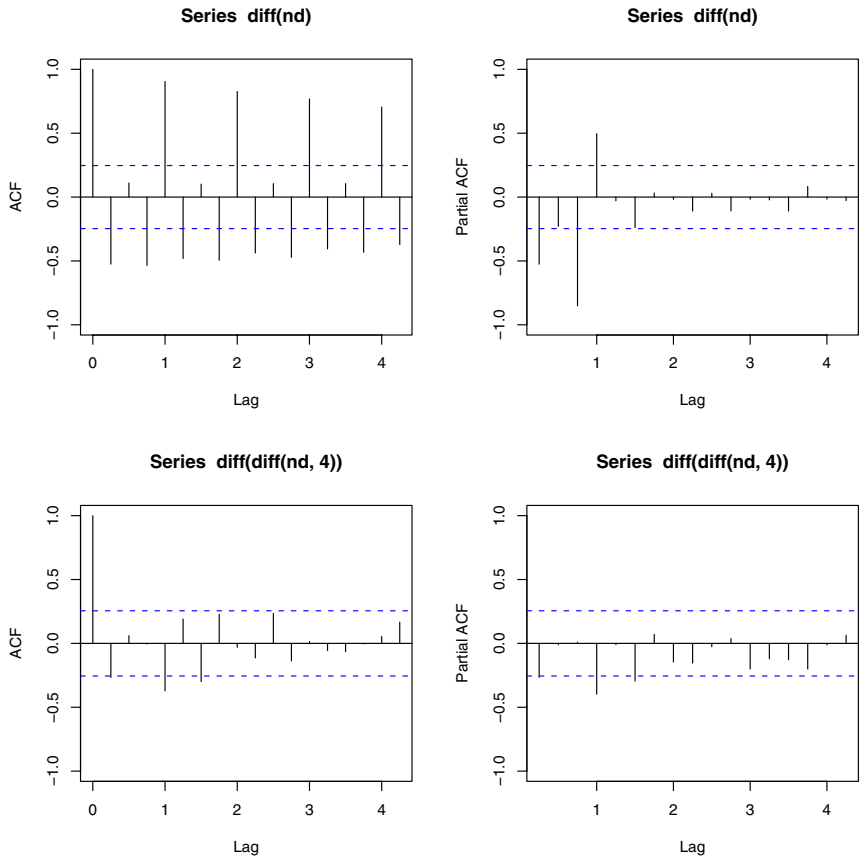 Series diff(nd)
ACF
1.0
0.5
0.0
−0.5
−1.0
0 1 2 3 4
Lag
Series diff(nd)
Partial ACF
1.0
0.5
0.0
−0.5
−1.0
1 2 3 4
Lag
Series diff(diff(nd, 4))
ACF
1.0
0.5
0.0
−0.5
−1.0
0 1 2 3 4
Lag
Series diff(diff(nd, 4))
Partial ACF
1.0
0.5
0.0
−0.5
−1.0
1 2 3 4
Lag